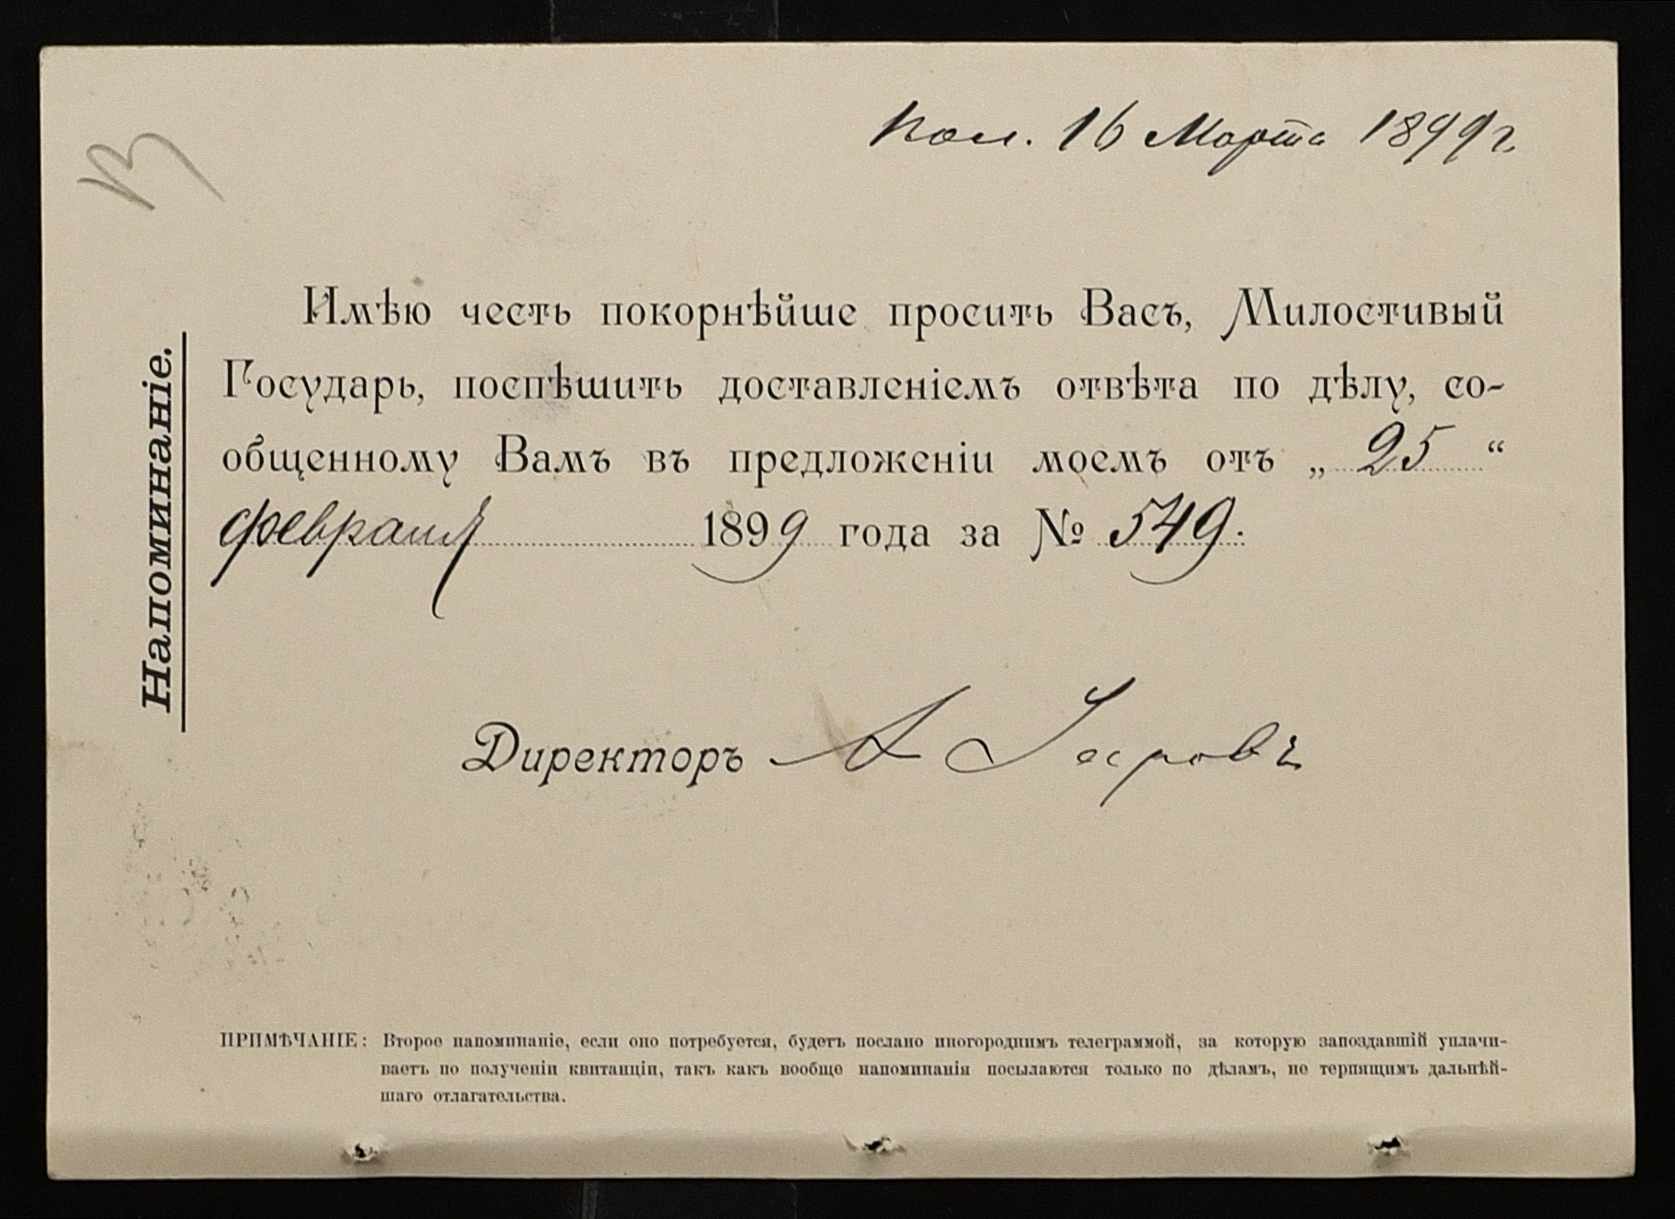 Пол. 16 Марта 1899 г.
Напоминаніе.
Имѣю честь покорнѣйше просить Васъ, Милостивый
Государь, поспѣшить доставленіемъ отвѣта по дѣлу, со-
общенному Вамъ въ предложеніи моемъ отъ „ 25 “
февраля 1899 года за № 549.
Директоръ А
ПРИМѢЧАНІЕ: Второе напоминаніе, если оно потребуется, будетъ послано иногороднимъ телеграммой, за которую запоздавшій уплачи-
ваетъ по полученіи квитанціи, такъ какъ вообще напоминанія посылаются только по дѣламъ, не терпящимъ дальнѣй-
шаго отлагательства.